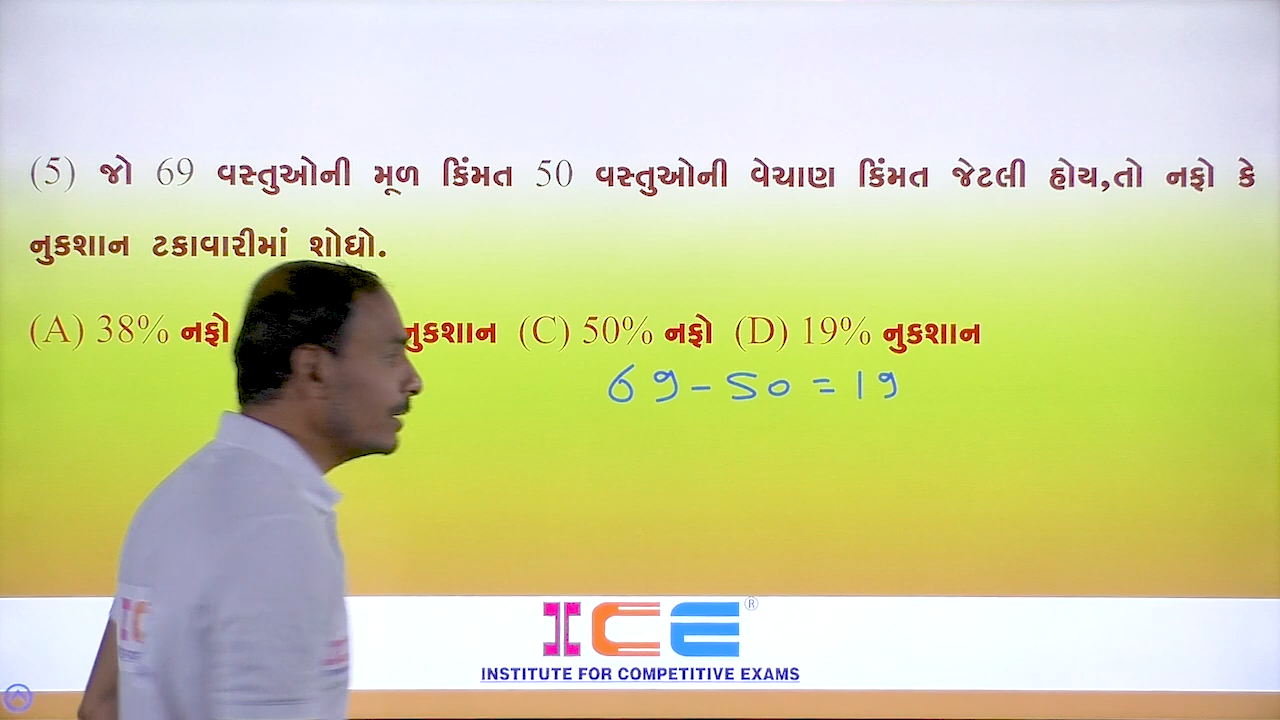 (5) જો 69 વસ્તુઓની મૂળ કિંમત 50 વસ્તુઓની વેચાણ કિંમત જેટલી હોય,તો નફો કે
નુકશાન ટકાવારીમાં શોધો.
(A) 38% નફો નુકશાન (C) 50% નફો (D) 19% નુકશાન
69-50=19
ICE®
INSTITUTE FOR COMPETITIVE EXAMS